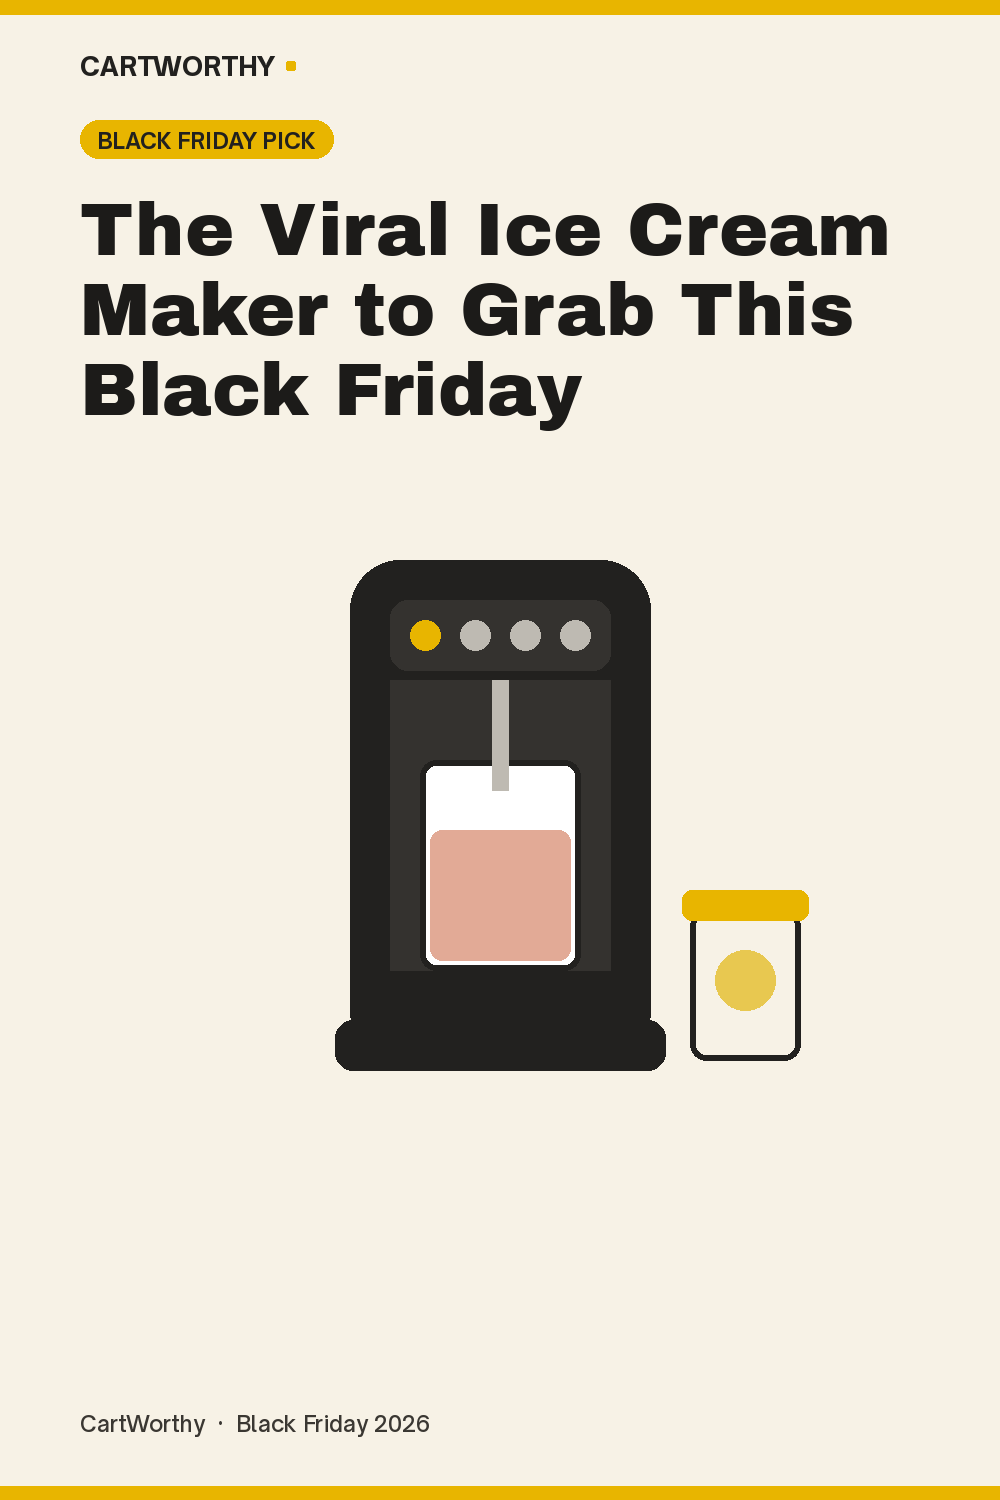 CARTWORTHY
BLACK FRIDAY PICK
The Viral Ice Cream
Maker to Grab This
Black Friday
CartWorthy · Black Friday 2026